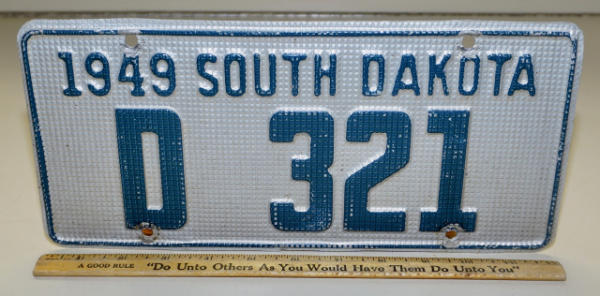 1949 SOUTH DAKOTA
D 321
A GOOD RULE "Do Unto Others As You Would Have Them Do Unto You"